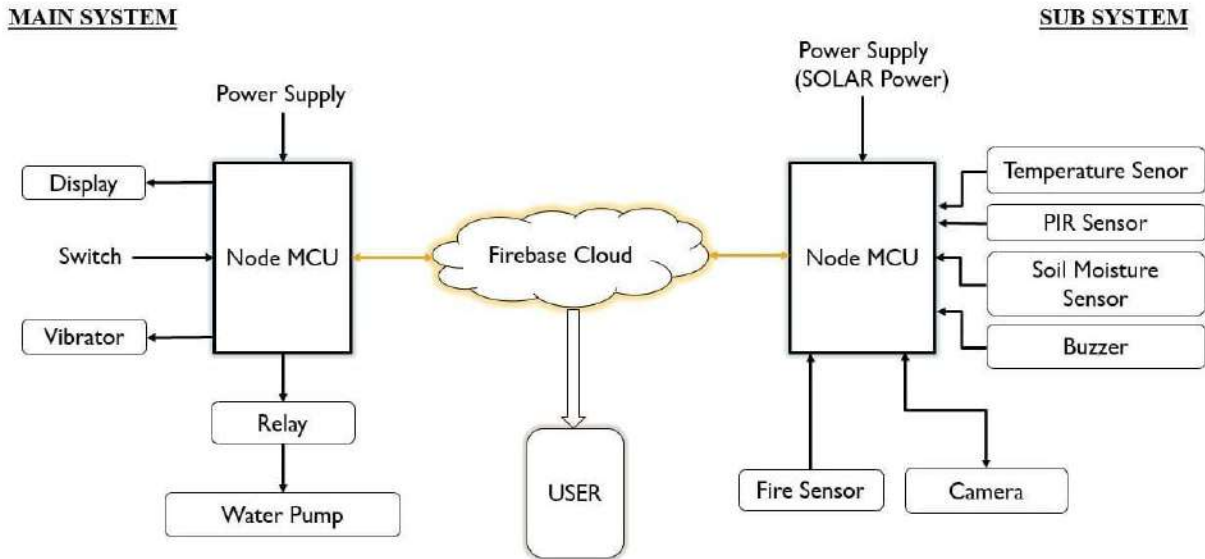 MAIN SYSTEM
SUB SYSTEM
Power Supply
Power Supply
(SOLAR Power)
Display
Switch
Vibrator
Node MCU
Relay
Water Pump
Firebase Cloud
USER
Node MCU
Temperature Senor
PIR Sensor
Soil Moisture
Sensor
Buzzer
Fire Sensor
Camera